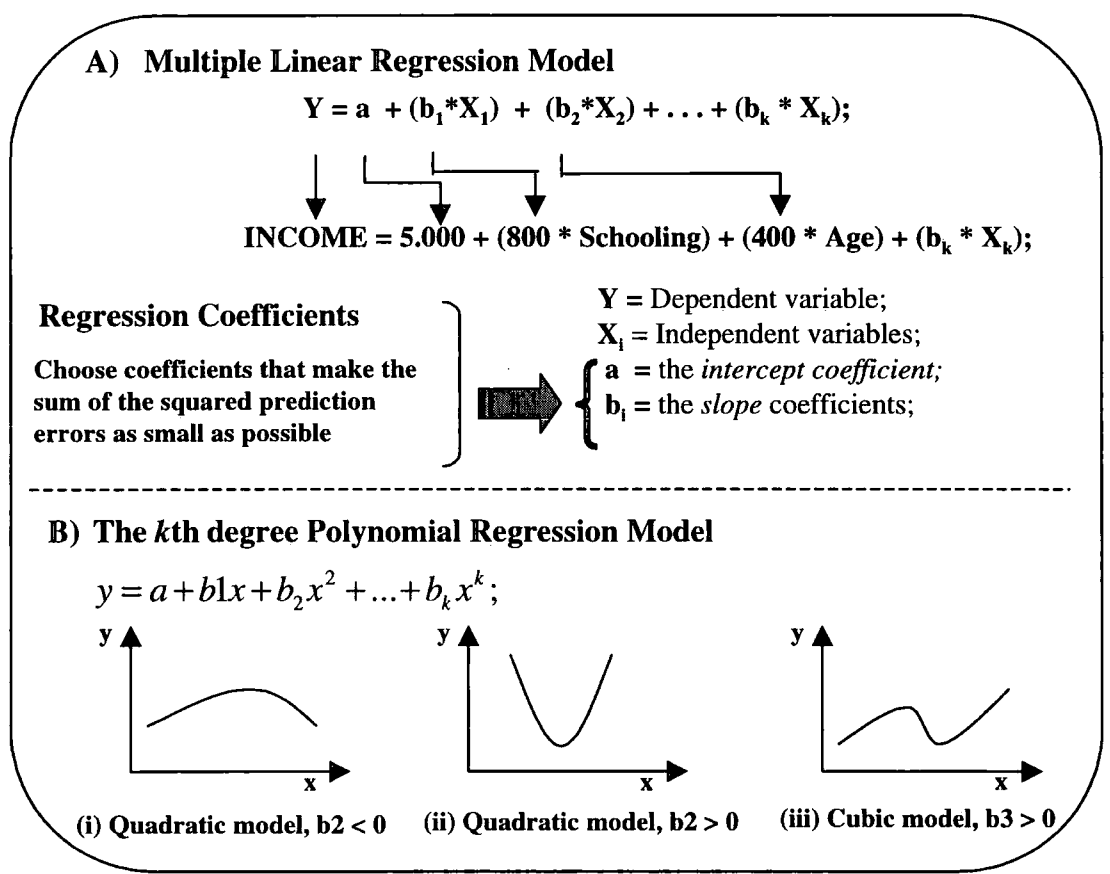 A) Multiple Linear Regression Model
Y = a + (b₁*X₁) + (b₂*X₂) + . . . + (bₖ * Xₖ);
INCOME = 5.000 + (800 * Schooling) + (400 * Age) + (bₖ * Xₖ);
Regression Coefficients
Choose coefficients that make the
sum of the squared prediction
errors as small as possible
Y = Dependent variable;
Xᵢ = Independent variables;
a = the intercept coefficient;
bᵢ = the slope coefficients;
B) The kth degree Polynomial Regression Model
y = a + b1x + b₂x² + ... + bₖxᵏ;
y
x
(i) Quadratic model, b2 < 0
y
x
(ii) Quadratic model, b2 > 0
y
x
(iii) Cubic model, b3 > 0